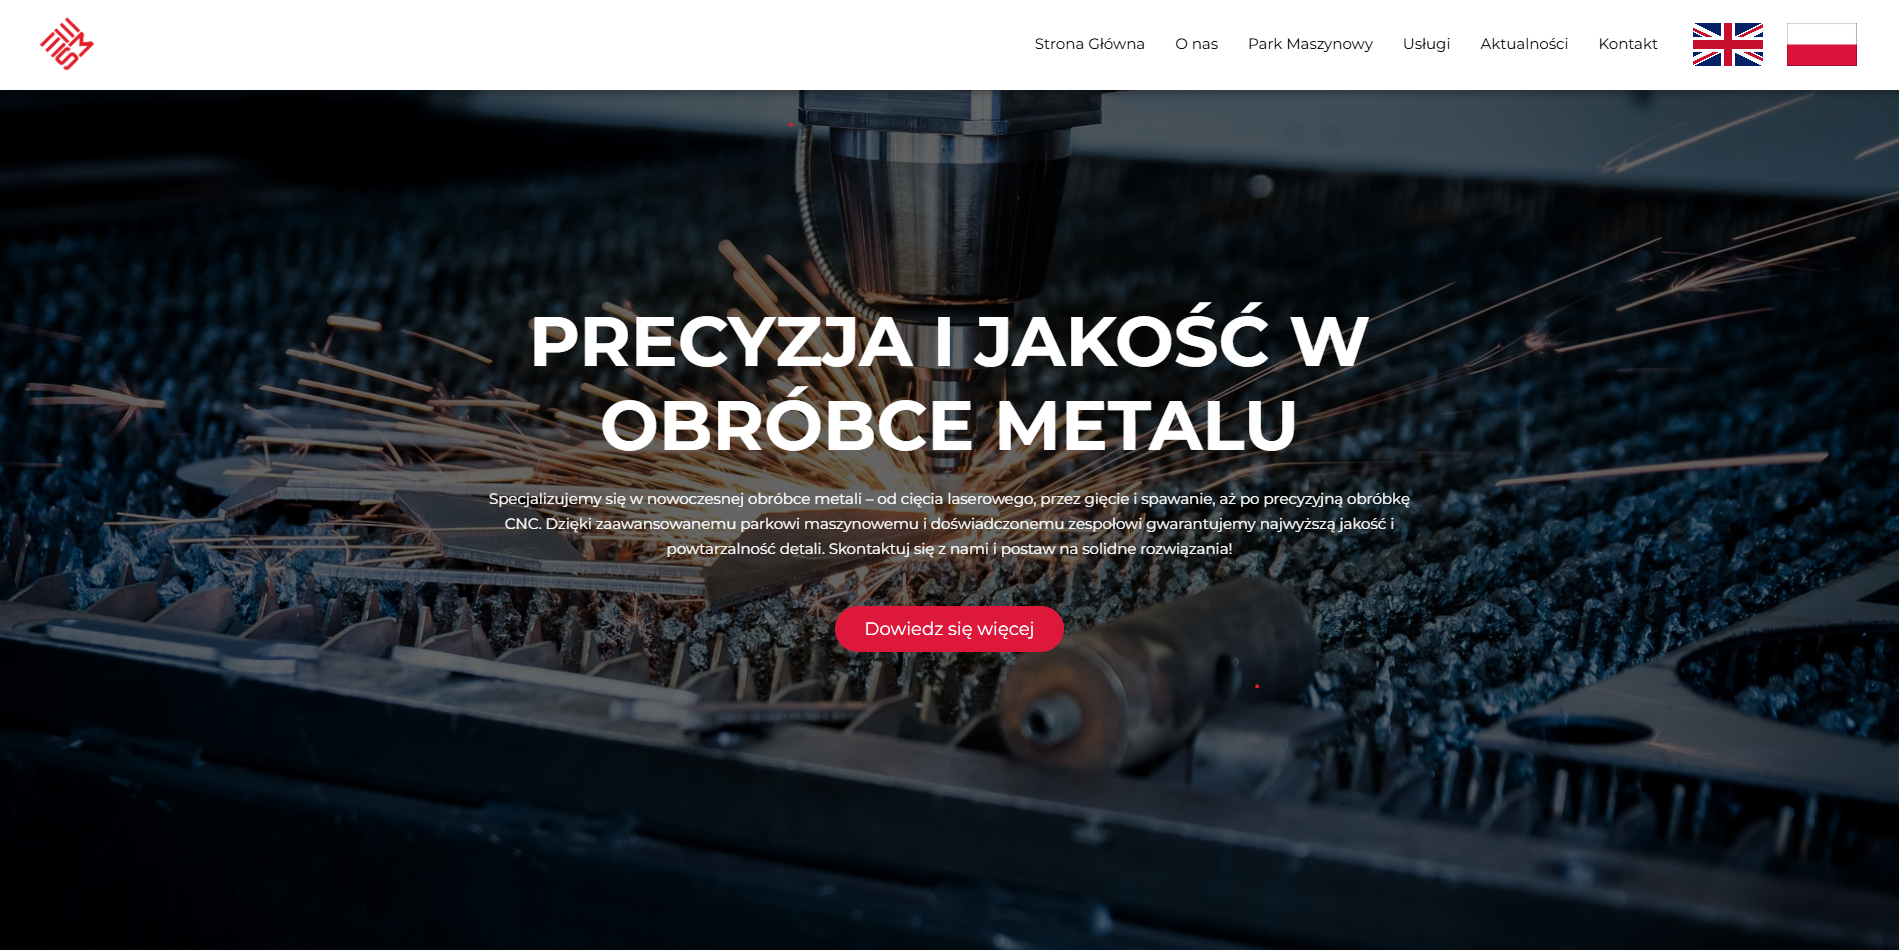 Strona Główna O nas Park Maszynowy Usługi Aktualności Kontakt
PRECYZJA I JAKOŚĆ W
OBRÓBCE METALU
Specjalizujemy się w nowoczesnej obróbce metali – od cięcia laserowego, przez gięcie i spawanie, aż po precyzyjną obróbkę
CNC. Dzięki zaawansowanemu parkowi maszynowemu i doświadczonemu zespołowi gwarantujemy najwyższą jakość i
powtarzalność detali. Skontaktuj się z nami i postaw na solidne rozwiązania!
Dowiedz się więcej